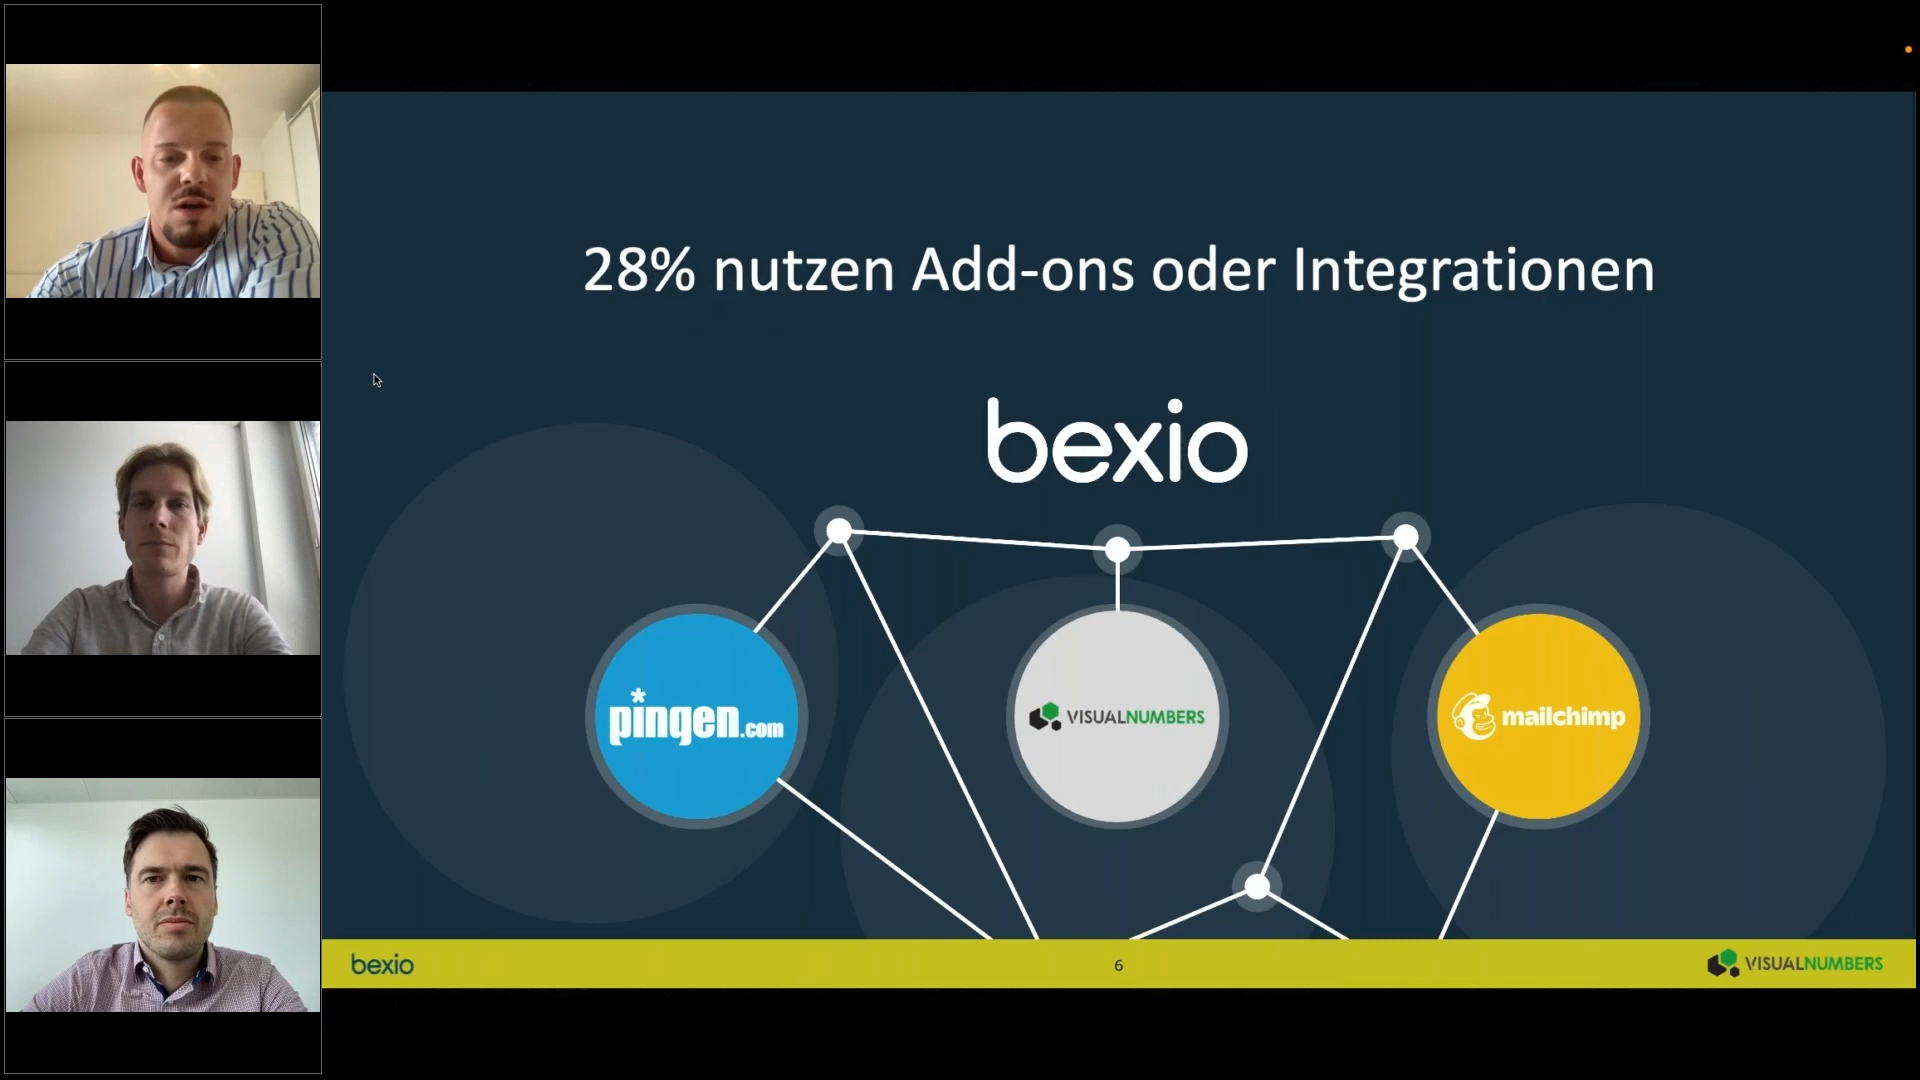 28% nutzen Add-ons oder Integrationen
bexio
pingen.com
VISUALNUMBERS
mailchimp
bexio
6
VISUALNUMBERS